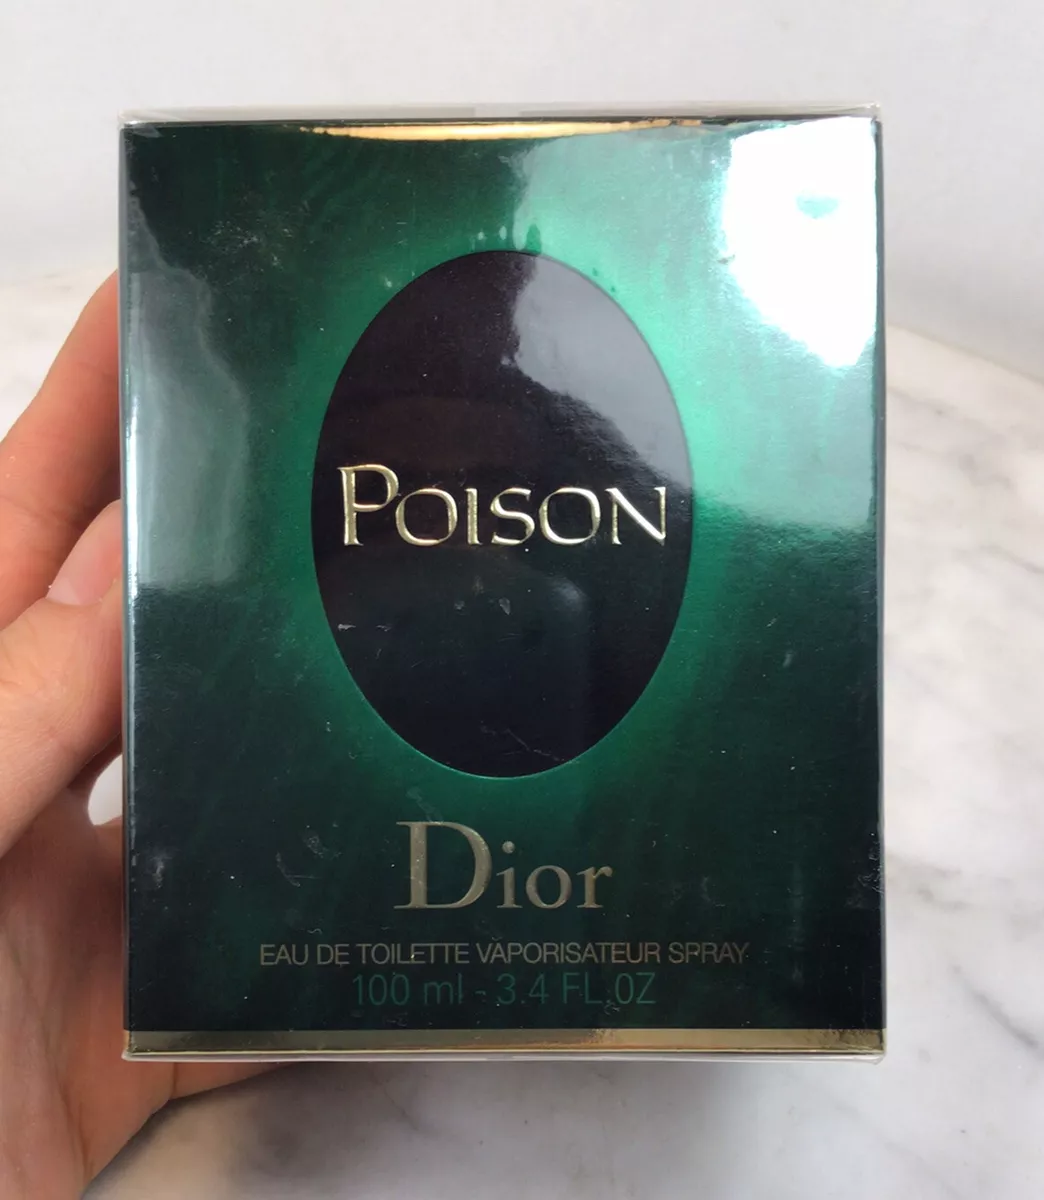 POISON
Dior
EAU DE TOILETTE VAPORISATEUR SPRAY
100 ml - 3.4 FL.OZ